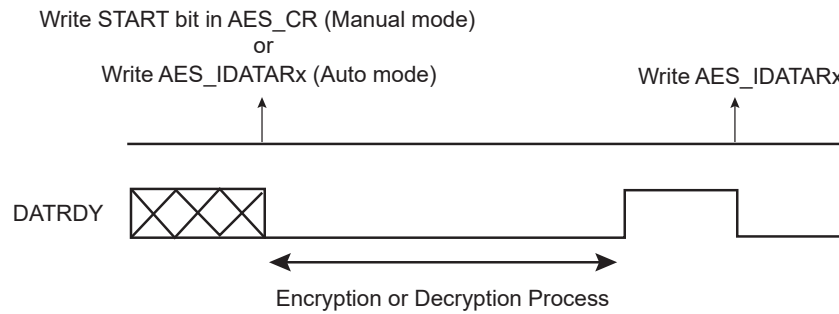 Write START bit in AES_CR (Manual mode)
or
Write AES_IDATARx (Auto mode)
Write AES_IDATARx
DATRDY
Encryption or Decryption Process